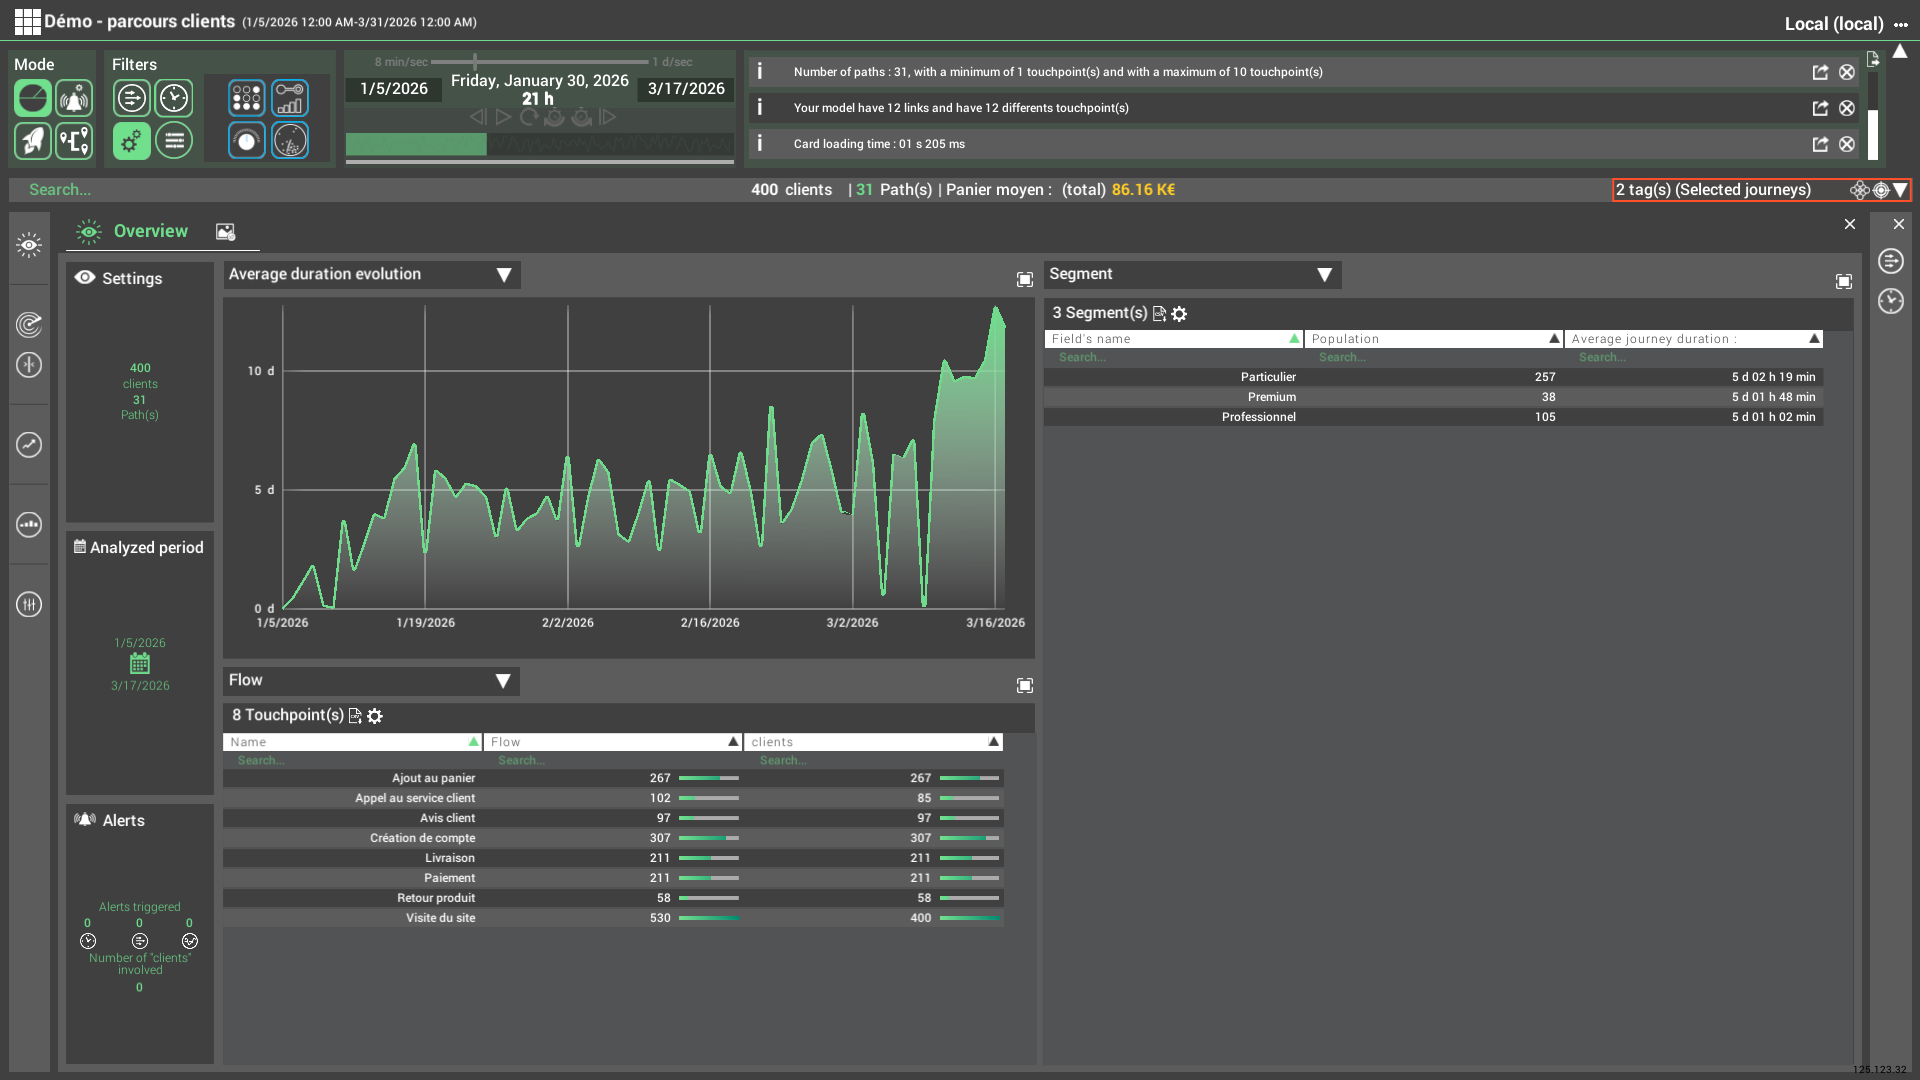 Démo - parcours clients (1/5/2026 12:00 AM-3/31/2026 12:00 AM)
Local (local)
Mode
Filters
8 min/sec
1 d/sec
1/5/2026
Friday, January 30, 2026
21 h
3/17/2026
Number of paths : 31, with a minimum of 1 touchpoint(s) and with a maximum of 10 touchpoint(s)
Your model have 12 links and have 12 differents touchpoint(s)
Card loading time : 01 s 205 ms
Search...
400 clients | 31 Path(s) | Panier moyen : (total) 86.16 K€
2 tag(s) (Selected journeys)
Overview
Settings
400
clients
31
Path(s)
Analyzed period
1/5/2026
3/17/2026
Alerts
Alerts triggered
0 0 0
Number of "clients"
involved
0
Average duration evolution
10 d
5 d
0 d
1/5/2026 1/19/2026 2/2/2026 2/16/2026 3/2/2026 3/16/2026
Flow
8 Touchpoint(s)
Name Flow clients
Search... Search... Search...
Ajout au panier 267 267
Appel au service client 102 85
Avis client 97 97
Création de compte 307 307
Livraison 211 211
Paiement 211 211
Retour produit 58 58
Visite du site 530 400
Segment
3 Segment(s)
Field's name Population Average journey duration :
Search... Search... Search...
Particulier 257 5 d 02 h 19 min
Premium 38 5 d 01 h 48 min
Professionnel 105 5 d 01 h 02 min
125.123.32